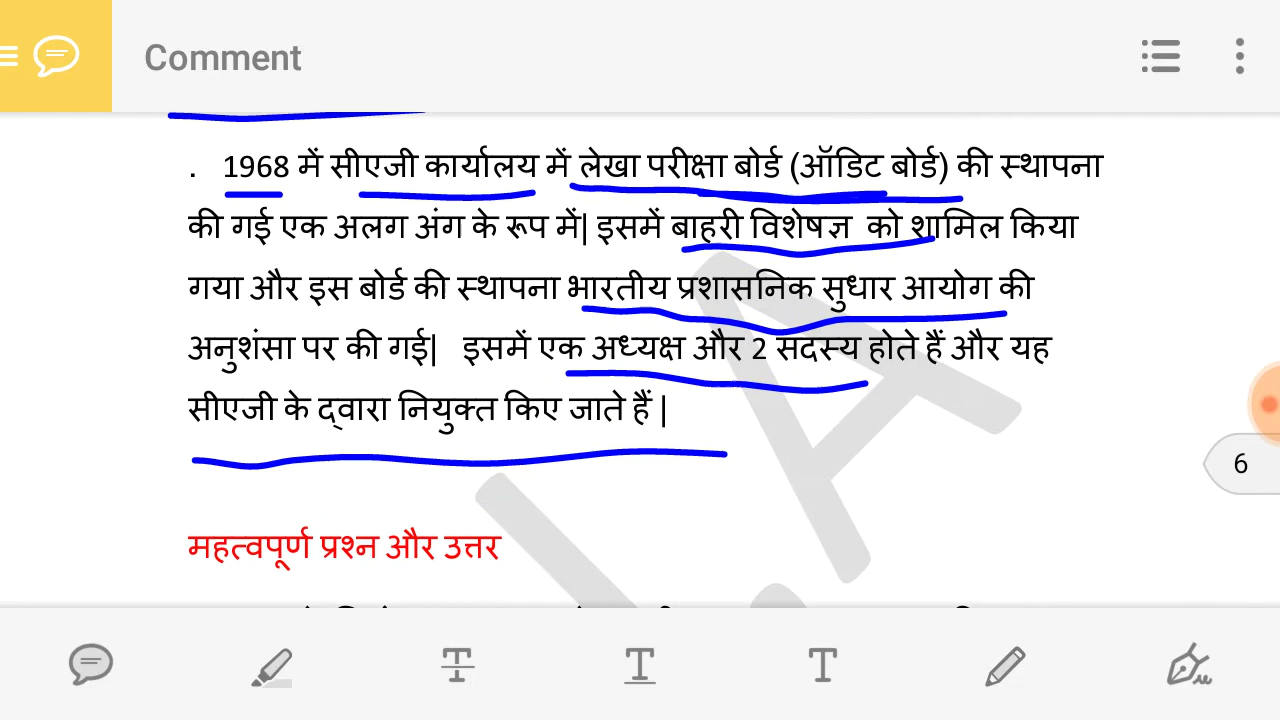 Comment
. 1968 में सीएजी कार्यालय में लेखा परीक्षा बोर्ड (ऑडिट बोर्ड) की स्थापना
की गई एक अलग अंग के रूप में| इसमें बाहरी विशेषज्ञ को शामिल किया
गया और इस बोर्ड की स्थापना भारतीय प्रशासनिक सुधार आयोग की
अनुशंसा पर की गई| इसमें एक अध्यक्ष और 2 सदस्य होते हैं और यह
सीएजी के द्वारा नियुक्त किए जाते हैं |
6
महत्वपूर्ण प्रश्न और उत्तर